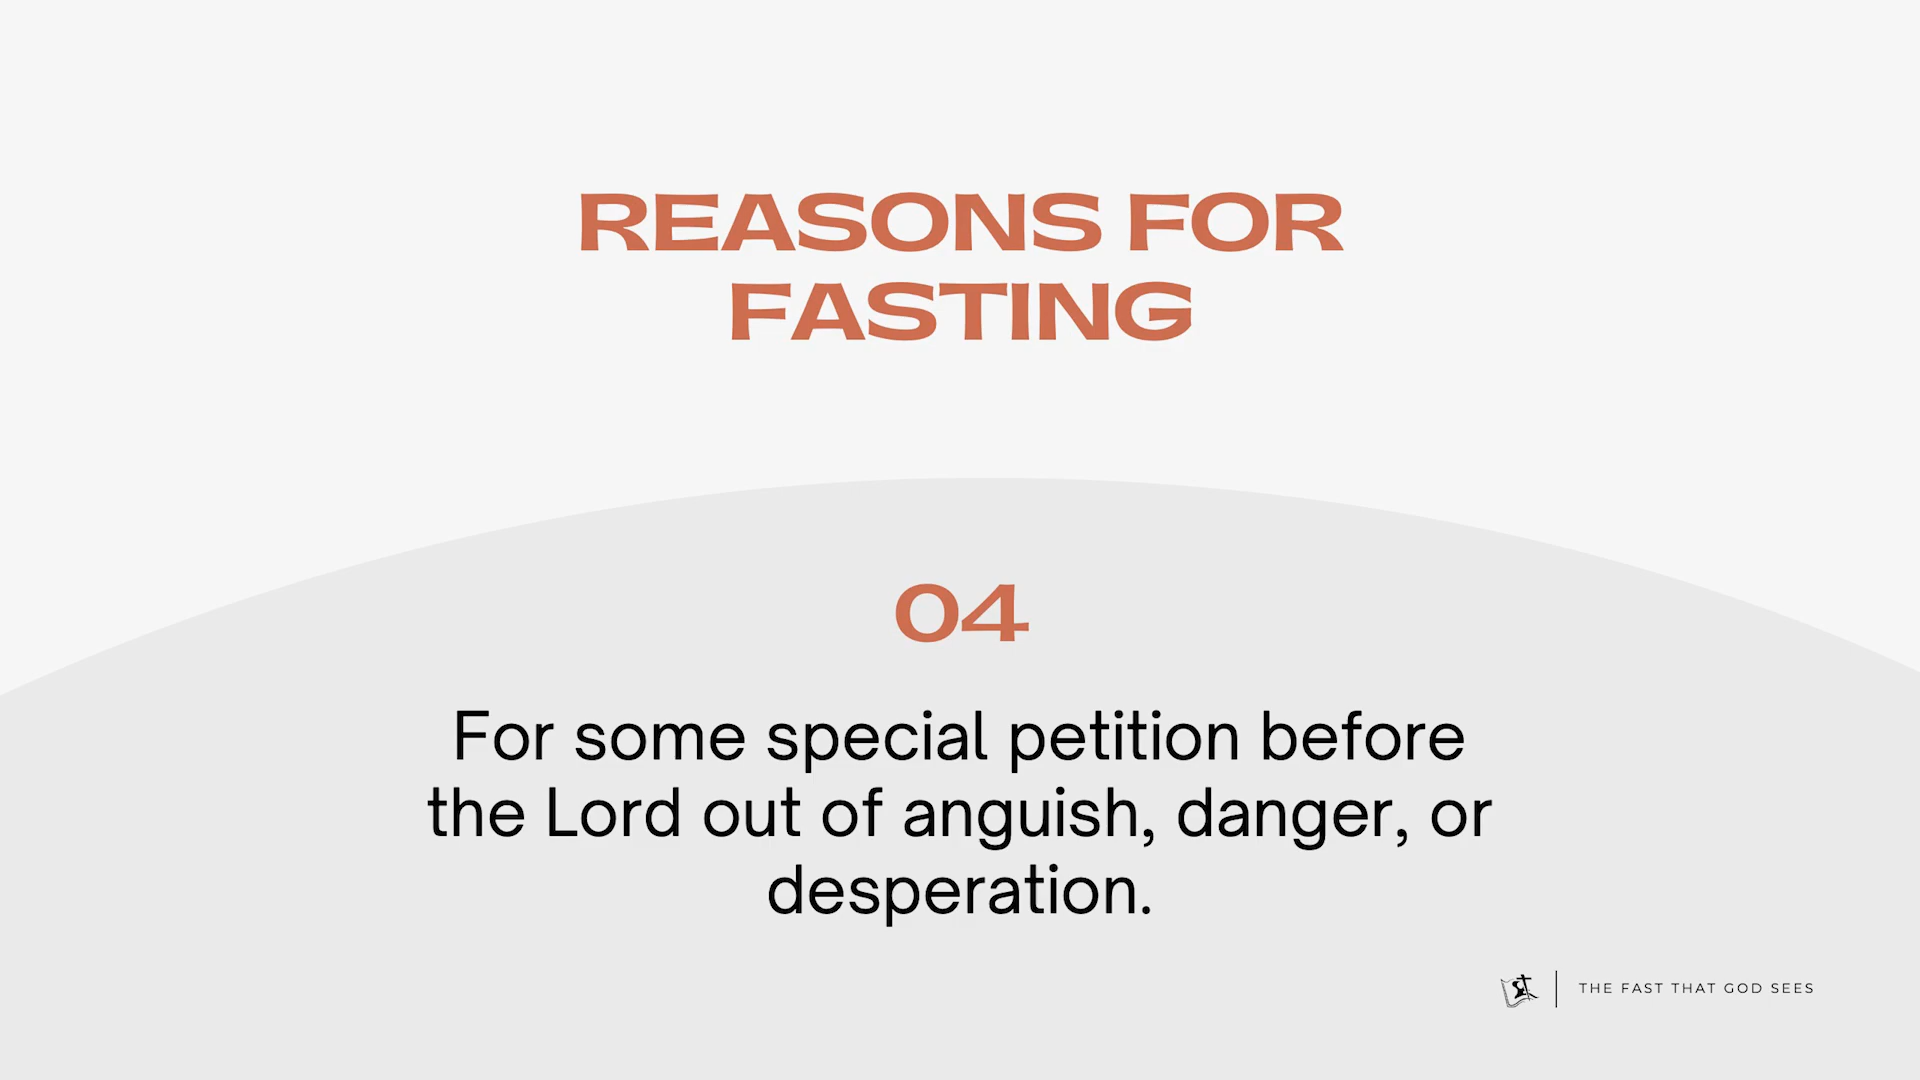 REASONS FOR
FASTING
04
For some special petition before
the Lord out of anguish, danger, or
desperation.
THE FAST THAT GOD SEES